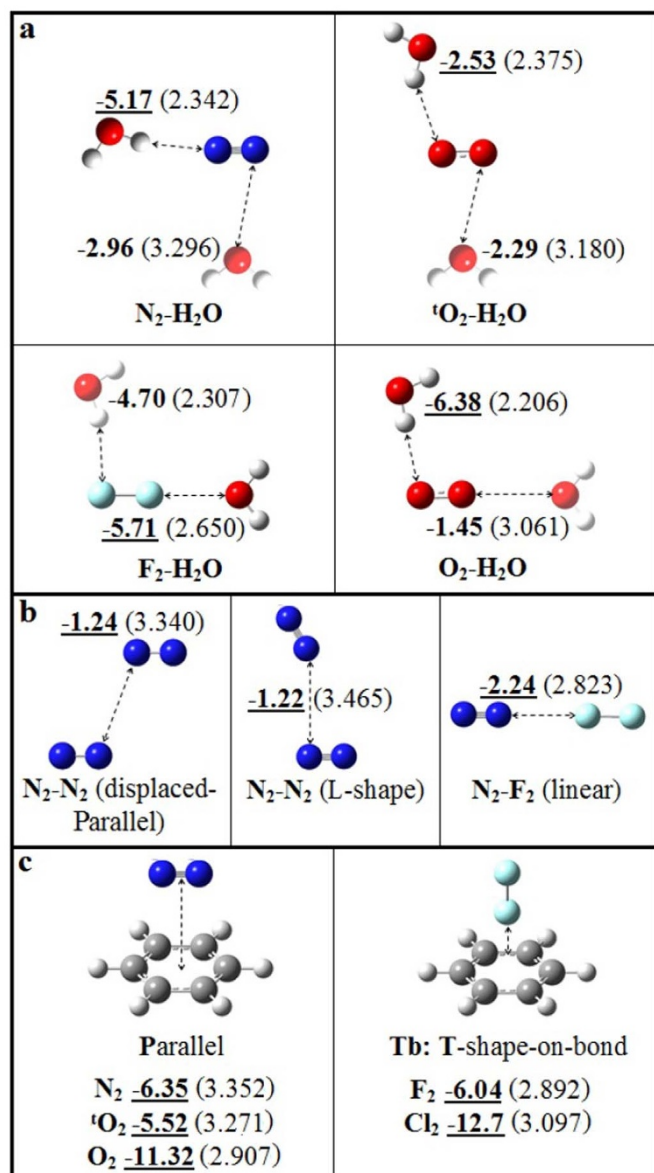 a
-5.17 (2.342)
-2.96 (3.296)
N2-H2O
-2.53 (2.375)
-2.29 (3.180)
tO2-H2O
-4.70 (2.307)
-5.71 (2.650)
F2-H2O
-6.38 (2.206)
-1.45 (3.061)
O2-H2O
b
-1.24 (3.340)
N2-N2 (displaced-
Parallel)
-1.22 (3.465)
N2-N2 (L-shape)
-2.24 (2.823)
N2-F2 (linear)
c
Parallel
N2 -6.35 (3.352)
tO2 -5.52 (3.271)
O2 -11.32 (2.907)
Tb: T-shape-on-bond
F2 -6.04 (2.892)
Cl2 -12.7 (3.097)